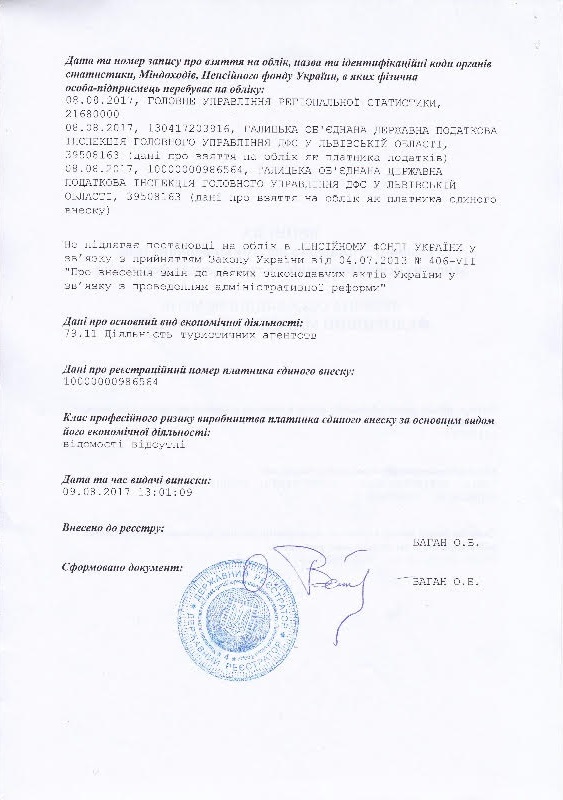 Дата та номер запису про взяття на облік, назва та ідентифікаційні коди органів
статистики, Міндоходів, Пенсійного фонду України, в яких фізична
особа-підприємець перебуває на обліку:
08.08.2017, ГОЛОВНЕ УПРАВЛІННЯ РЕГІОНАЛЬНОЇ СТАТИСТИКИ,
21680000
08.08.2017, 130417203916, ГАЛИЦЬКА ОБ'ЄДНАНА ДЕРЖАВНА ПОДАТКОВА
ІНСПЕКЦІЯ ГОЛОВНОГО УПРАВЛІННЯ ДФС У ЛЬВІВСЬКІЙ ОБЛАСТІ,
39508163 (дані про взяття на облік як платника податків)
08.08.2017, 10000000986564, ГАЛИЦЬКА ОБ'ЄДНАНА ДЕРЖАВНА
ПОДАТКОВА ІНСПЕКЦІЯ ГОЛОВНОГО УПРАВЛІННЯ ДФС У ЛЬВІВСЬКІЙ
ОБЛАСТІ, 39508163 (дані про взяття на облік як платника єдиного
внеску)
Не підлягає постановці на облік в ПЕНСІЙНОМУ ФОНДІ УКРАЇНИ у
зв'язку з прийняттям Закону України від 04.07.2013 № 406-VII
"Про внесення змін до деяких законодавчих актів України у
зв'язку з проведенням адміністративної реформи"
Дані про основний вид економічної діяльності:
79.11 Діяльність туристичних агентств
Дані про реєстраційний номер платника єдиного внеску:
10000000986564
Клас професійного ризику виробництва платника єдиного внеску за основним видом
його економічної діяльності:
відомості відсутні
Дата та час видачі виписки:
09.08.2017 13:01:09
Внесено до реєстру:
БАГАН О.Б.
Сформовано документ:
БАГАН О.Б.
ДЕРЖАВНИЙ РЕЄСТРАТОР
ДЕРЖАВНИЙ РЕЄСТРАТОР
4